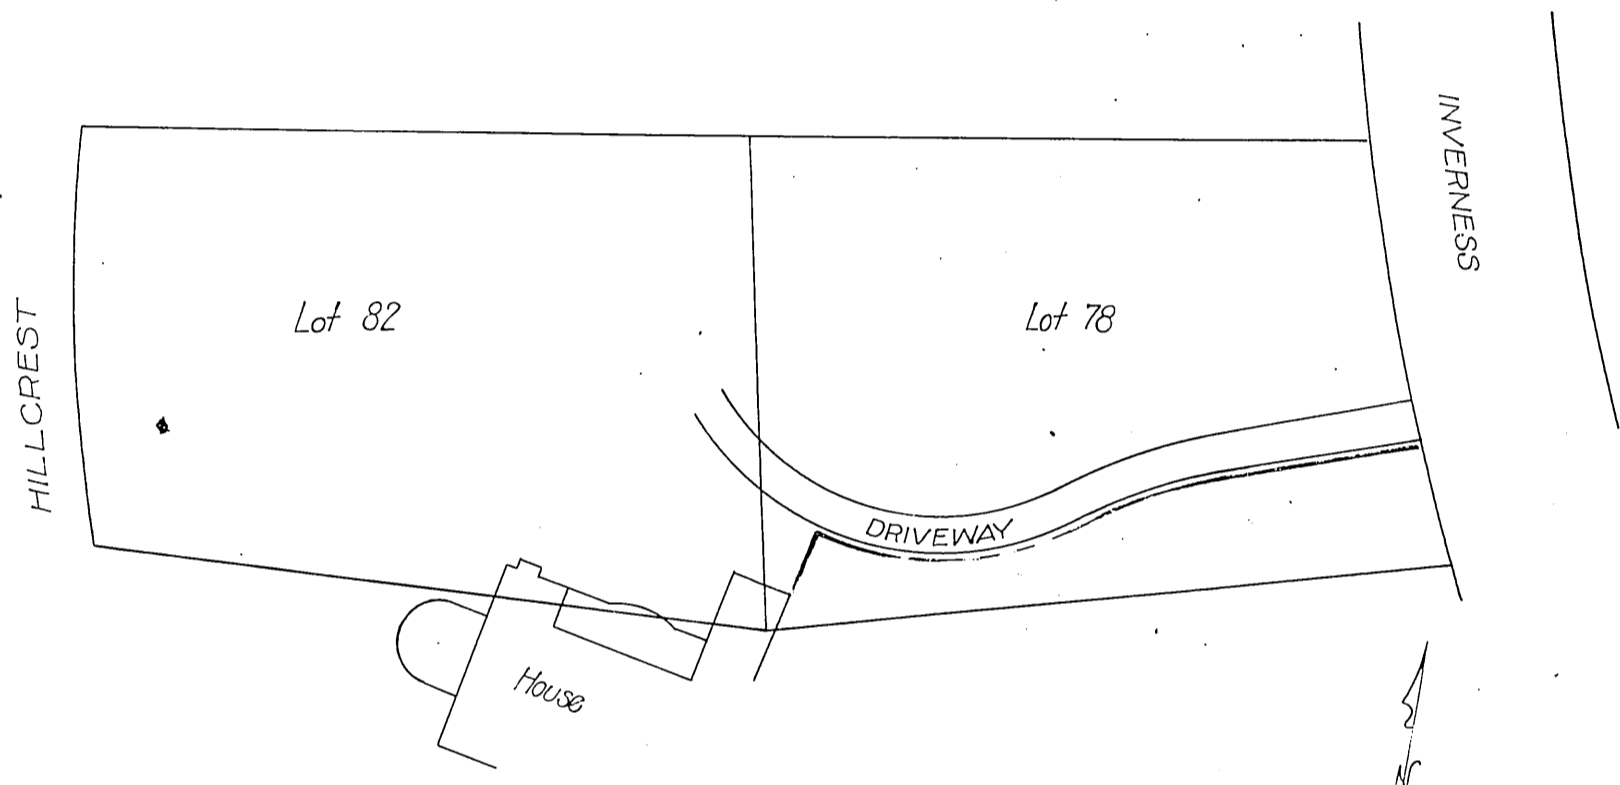 INVERNESS
HILLCREST
Lot 82
Lot 78
DRIVEWAY
House
N